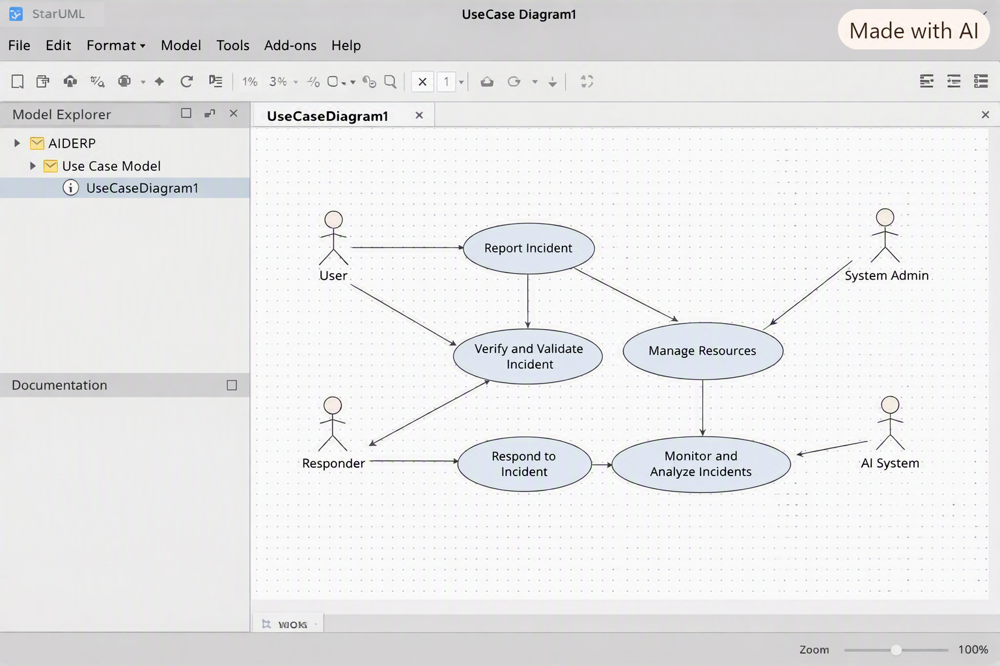 StarUML
UseCase Diagram1
Made with AI
File Edit Format Model Tools Add-ons Help
1% 3% 1
Model Explorer
UseCaseDiagram1
AIDERP
Use Case Model
UseCaseDiagram1
Report Incident
User
System Admin
Verify and Validate
Incident
Manage Resources
Documentation
Respond to
Incident
Monitor and
Analyze Incidents
Responder
AI System
Zoom 100%